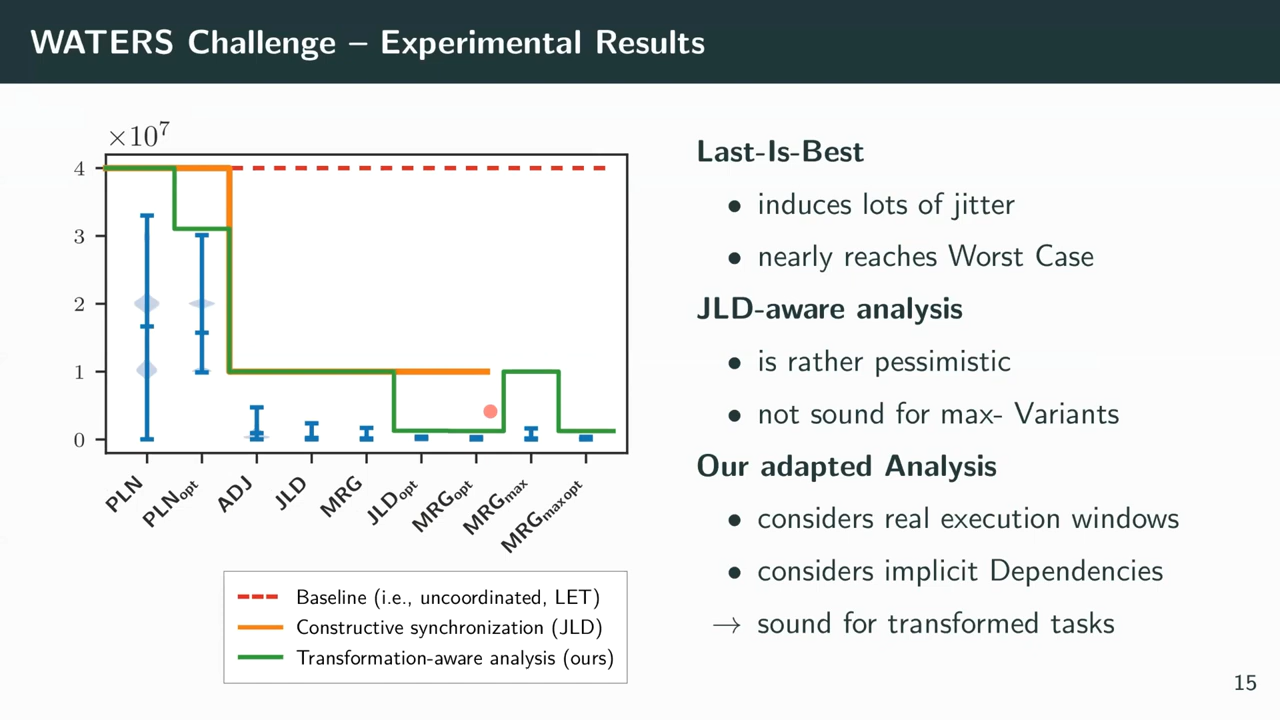 WATERS Challenge – Experimental Results
×10⁷
4
3
2
1
0
PLN
PLNopt
ADJ
JLD
MRG
JLDopt
MRGopt
MRGmax
MRGmaxopt
Baseline (i.e., uncoordinated, LET)
Constructive synchronization (JLD)
Transformation-aware analysis (ours)
Last-Is-Best
• induces lots of jitter
• nearly reaches Worst Case
JLD-aware analysis
• is rather pessimistic
• not sound for max- Variants
Our adapted Analysis
• considers real execution windows
• considers implicit Dependencies
→ sound for transformed tasks
15